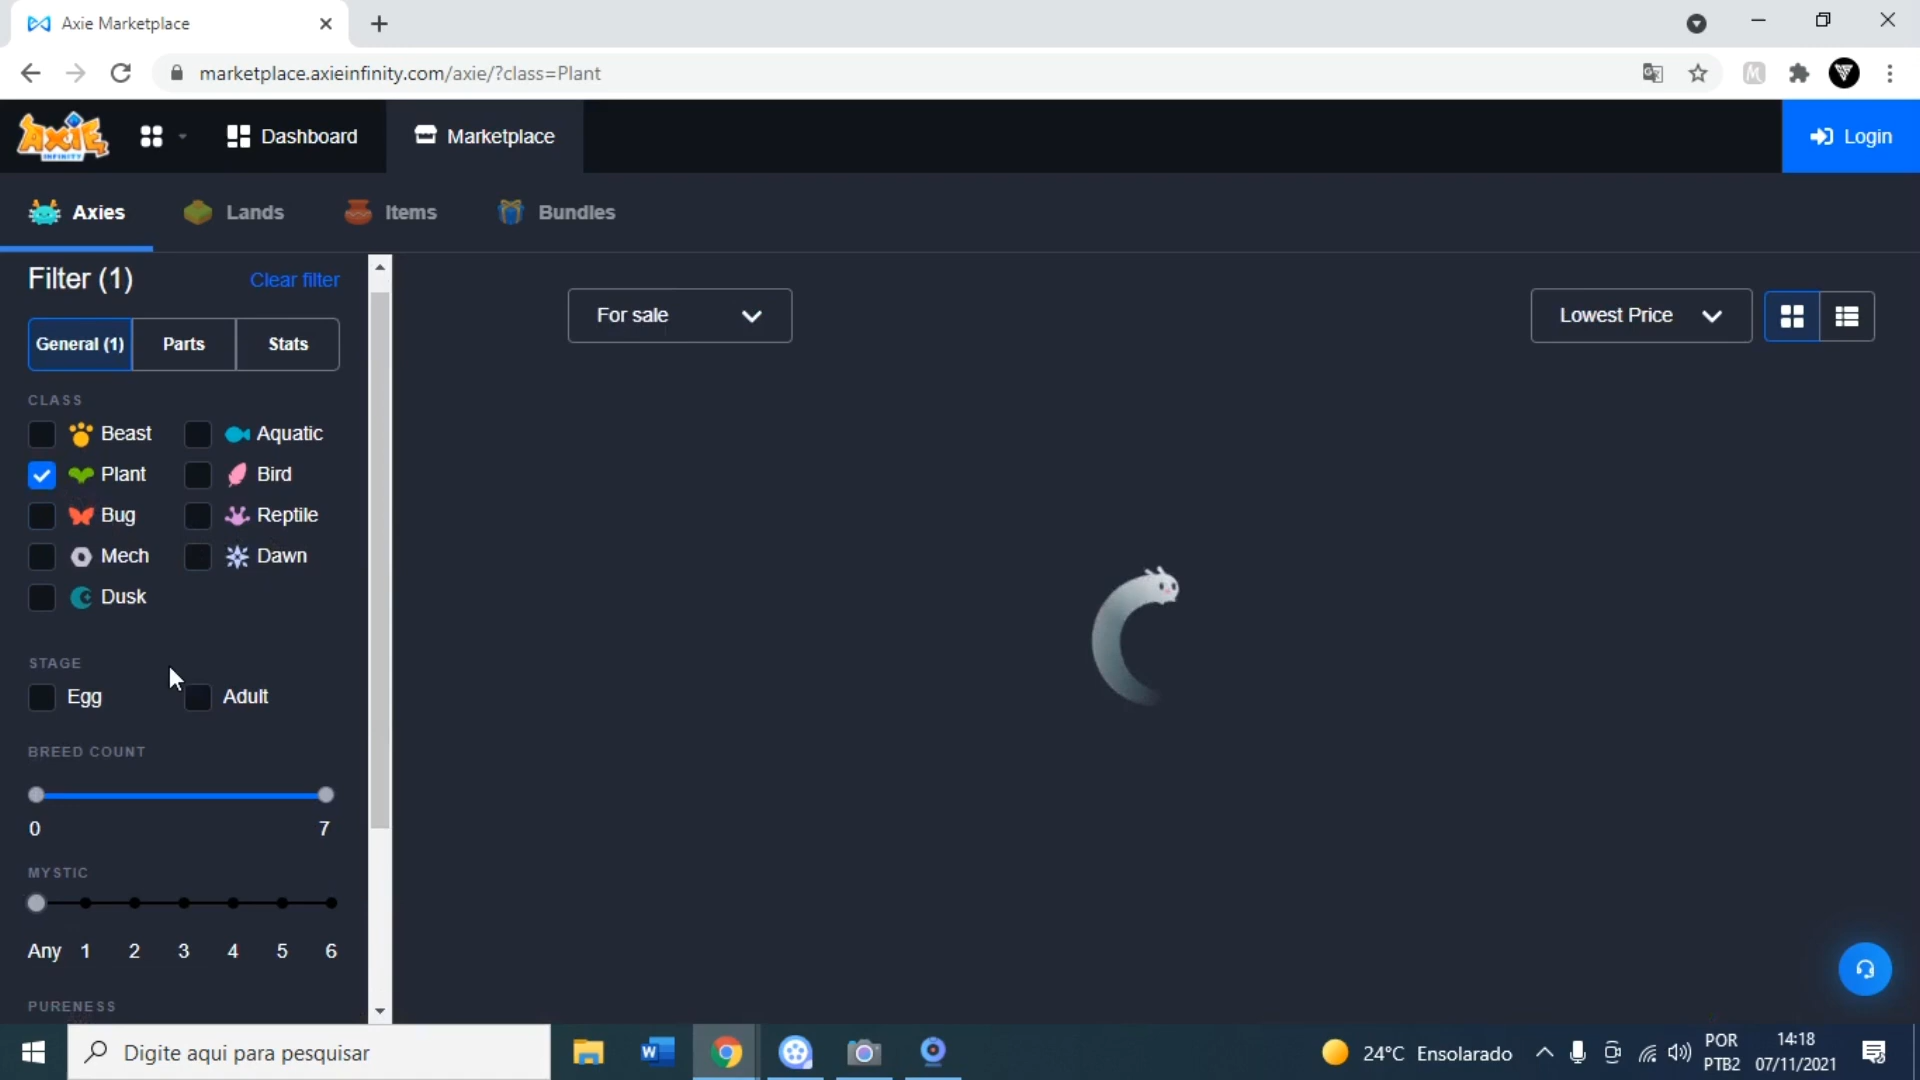 Axie Marketplace
marketplace.axieinfinity.com/axie/?class=Plant
AXIE
INFINITY
Dashboard
Marketplace
Login
Axies
Lands
Items
Bundles
Filter (1)
Clear filter
For sale
Lowest Price
General (1)
Parts
Stats
CLASS
Beast
Aquatic
Plant
Bird
Bug
Reptile
Mech
Dawn
Dusk
STAGE
Egg
Adult
BREED COUNT
0 7
MYSTIC
Any 1 2 3 4 5 6
PURENESS
Digite aqui para pesquisar
24°C Ensolarado
POR
PTB2
14:18
07/11/2021